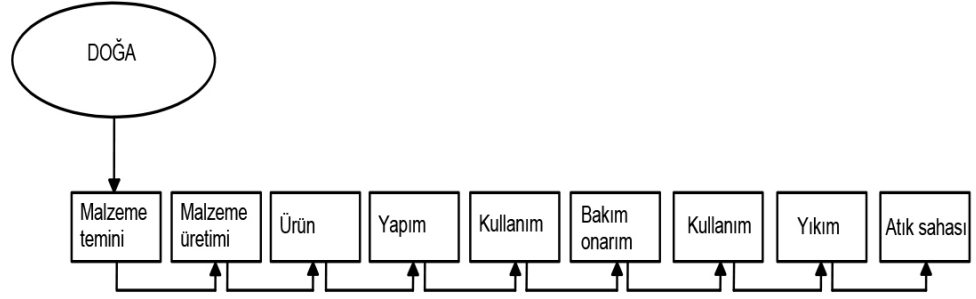 DOĞA
Malzeme
temini
Malzeme
üretimi
Ürün
Yapım
Kullanım
Bakım
onarım
Kullanım
Yıkım
Atık sahası